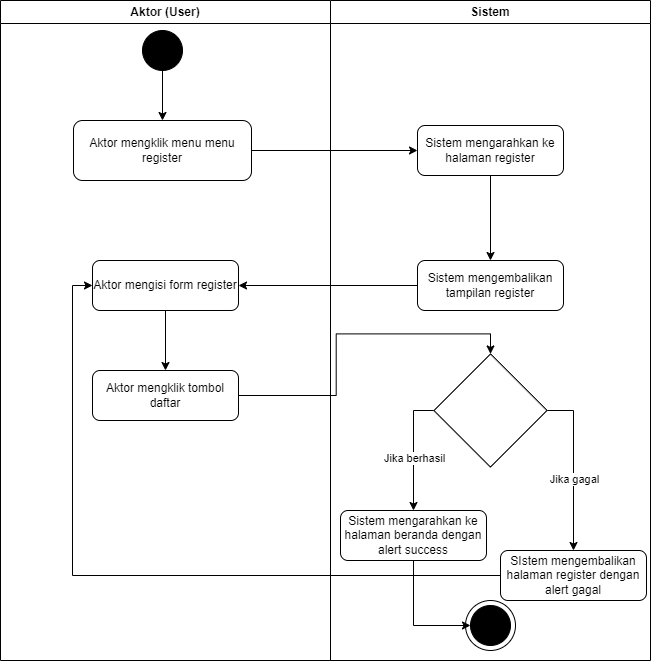 Aktor (User)
Sistem
Aktor mengklik menu menu
register
Sistem mengarahkan ke
halaman register
Aktor mengisi form register
Sistem mengembalikan
tampilan register
Aktor mengklik tombol
daftar
Jika berhasil
Jika gagal
Sistem mengarahkan ke
halaman beranda dengan
alert success
SIstem mengembalikan
halaman register dengan
alert gagal